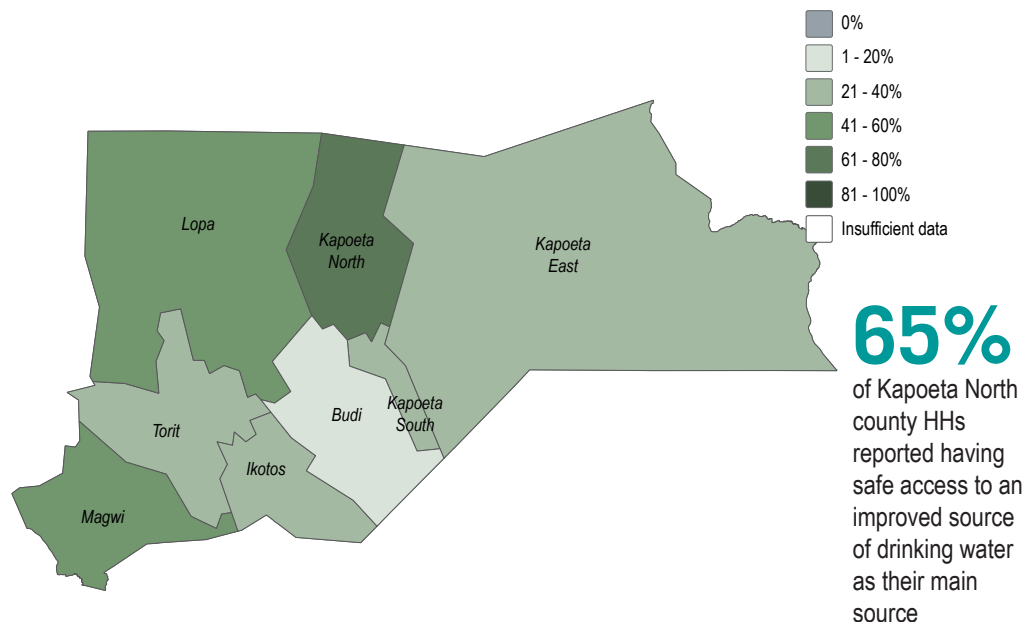 0%
1 - 20%
21 - 40%
41 - 60%
61 - 80%
81 - 100%
Insufficient data
Lopa
Kapoeta
North
Kapoeta
East
Budi
Kapoeta
South
Torit
Ikotos
Magwi
65%
of Kapoeta North
county HHs
reported having
safe access to an
improved source
of drinking water
as their main
source